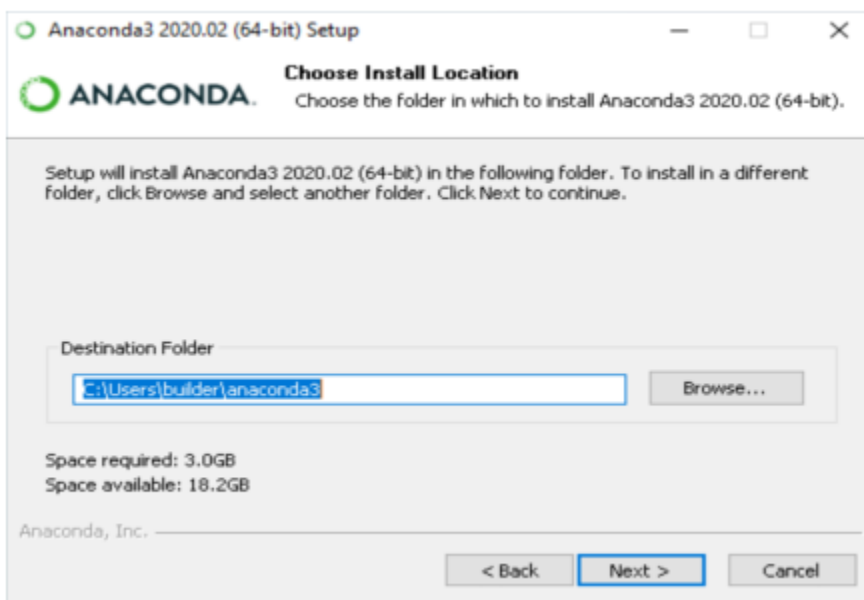 Anaconda3 2020.02 (64-bit) Setup
ANACONDA.
Choose Install Location
Choose the folder in which to install Anaconda3 2020.02 (64-bit).
Setup will install Anaconda3 2020.02 (64-bit) in the following folder. To install in a different
folder, click Browse and select another folder. Click Next to continue.
Destination Folder
C:\Users\builder\anaconda3
Browse...
Space required: 3.0GB
Space available: 18.2GB
Anaconda, Inc.
< Back
Next >
Cancel